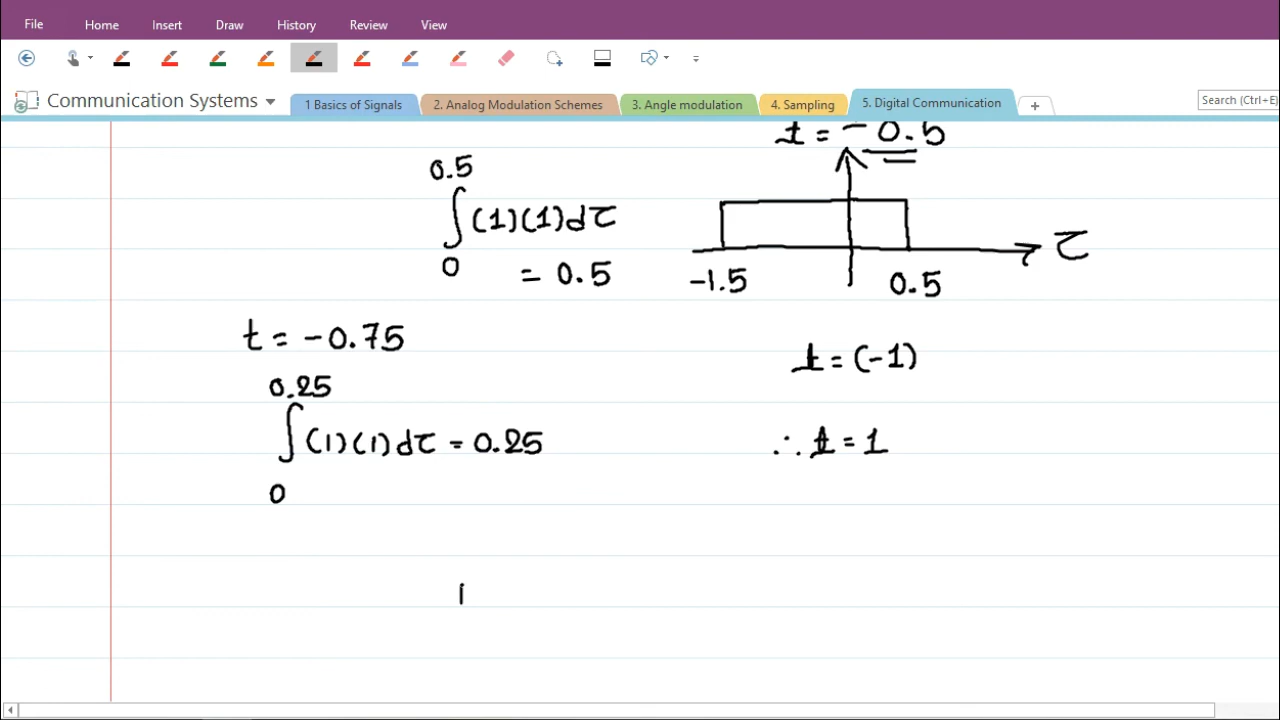 File Home Insert Draw History Review View
Communication Systems 1 Basics of Signals 2. Analog Modulation Schemes 3. Angle modulation 4. Sampling 5. Digital Communication + Search (Ctrl+E)
t = -0.5
0.5
∫(1)(1)dτ
0
= 0.5
τ
-1.5 0.5
t = -0.75
t = (-1)
0.25
∫(1)(1)dτ = 0.25
0
∴ t = 1